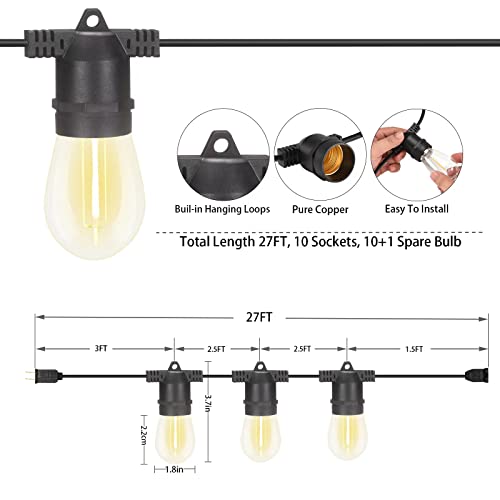 Buil-in Hanging Loops
Pure Copper
Easy To Install
Total Length 27FT, 10 Sockets, 10+1 Spare Bulb
27FT
3FT
2.5FT
2.5FT
1.5FT
3.7in
2.2cm
1.8in